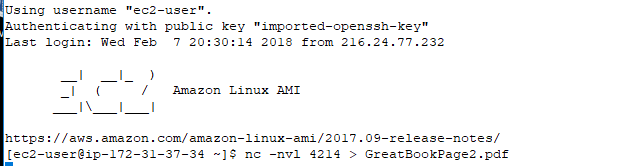 Using username "ec2-user".
Authenticating with public key "imported-openssh-key"
Last login: Wed Feb  7 20:30:14 2018 from 216.24.77.232
       __|  __|_  )
       _|  (     /   Amazon Linux AMI
      ___|\___|___|
https://aws.amazon.com/amazon-linux-ami/2017.09-release-notes/
[ec2-user@ip-172-31-37-34 ~]$ nc -nvl 4214 > GreatBookPage2.pdf